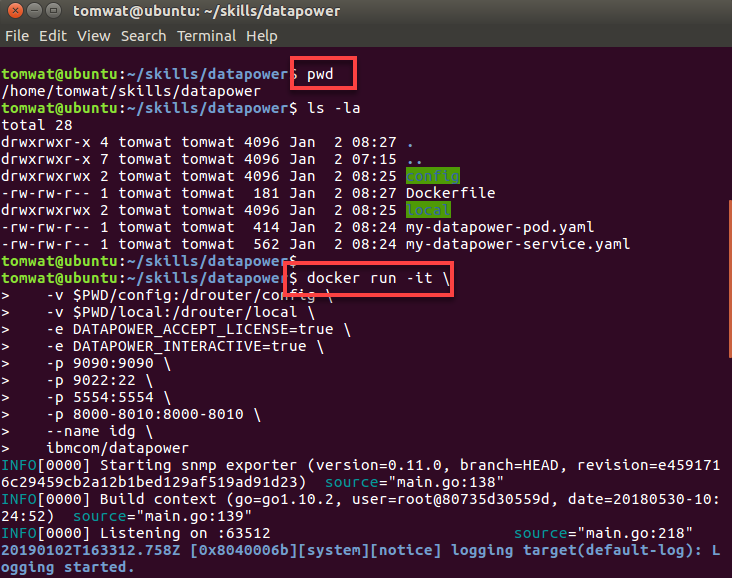 tomwat@ubuntu: ~/skills/datapower
File Edit View Search Terminal Help
tomwat@ubuntu:~/skills/datapower$ pwd
/home/tomwat/skills/datapower
tomwat@ubuntu:~/skills/datapower$ ls -la
total 28
drwxrwxr-x 4 tomwat tomwat 4096 Jan  2 08:27 .
drwxrwxr-x 7 tomwat tomwat 4096 Jan  2 07:15 ..
drwxrwxrwx 2 tomwat tomwat 4096 Jan  2 08:25 config
-rw-rw-r-- 1 tomwat tomwat  181 Jan  2 08:27 Dockerfile
drwxrwxrwx 2 tomwat tomwat 4096 Jan  2 08:25 local
-rw-rw-r-- 1 tomwat tomwat  414 Jan  2 08:24 my-datapower-pod.yaml
-rw-rw-r-- 1 tomwat tomwat  562 Jan  2 08:24 my-datapower-service.yaml
tomwat@ubuntu:~/skills/datapower$
tomwat@ubuntu:~/skills/datapower$ docker run -it \
>    -v $PWD/config:/drouter/config \
>    -v $PWD/local:/drouter/local \
>    -e DATAPOWER_ACCEPT_LICENSE=true \
>    -e DATAPOWER_INTERACTIVE=true \
>    -p 9090:9090 \
>    -p 9022:22 \
>    -p 5554:5554 \
>    -p 8000-8010:8000-8010 \
>    --name idg \
>    ibmcom/datapower
INFO[0000] Starting snmp exporter (version=0.11.0, branch=HEAD, revision=e459171
6c29459cb2a12b1bed129af519ad91d23)  source="main.go:138"
INFO[0000] Build context (go=go1.10.2, user=root@80735d30559d, date=20180530-10:
24:52)  source="main.go:139"
INFO[0000] Listening on :63512                           source="main.go:218"
20190102T163312.758Z [0x8040006b][system][notice] logging target(default-log): L
ogging started.